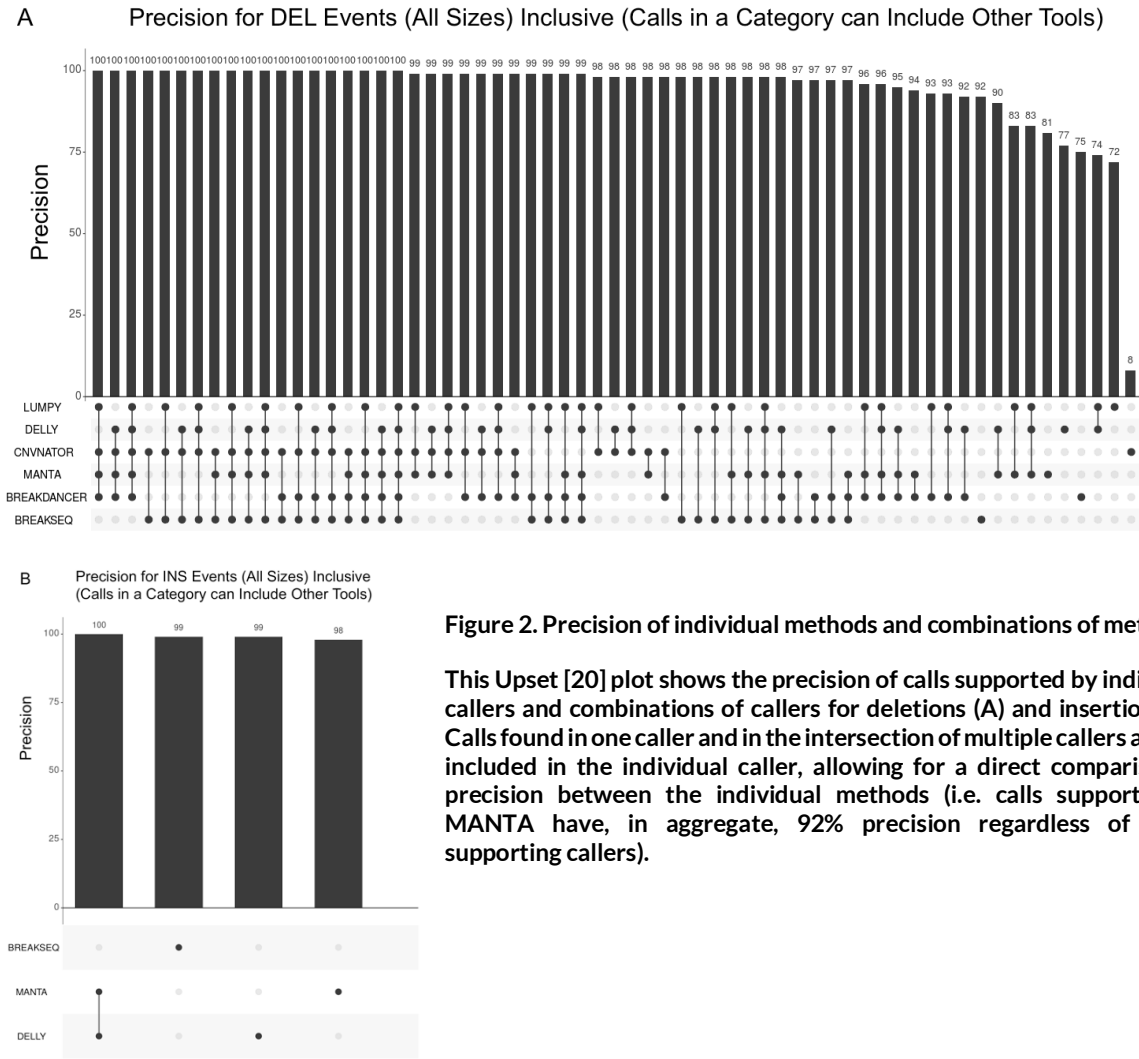 A
Precision for DEL Events (All Sizes) Inclusive (Calls in a Category can Include Other Tools)
100 100 100 100 100 100 100 100 100 100 100 100 100 100 100 100 100 100 100 99 99 99 99 99 99 99 99 99 99 99 98 98 98 98 98 98 98 98 98 98 98 98 97 97 97 97 96 96 95 94 93 93 92 92 90 83 83 81 77 75 74 72 8
Precision
100
75
50
25
0
LUMPY
DELLY
CNVNATOR
MANTA
BREAKDANCER
BREAKSEQ
B
Precision for INS Events (All Sizes) Inclusive
(Calls in a Category can Include Other Tools)
100 99 99 98
Precision
100
75
50
25
0
BREAKSEQ
MANTA
DELLY
Figure 2. Precision of individual methods and combinations of met
This Upset [20] plot shows the precision of calls supported by indi
callers and combinations of callers for deletions (A) and insertio
Calls found in one caller and in the intersection of multiple callers a
included in the individual caller, allowing for a direct compari
precision between the individual methods (i.e. calls support
MANTA have, in aggregate, 92% precision regardless of
supporting callers).